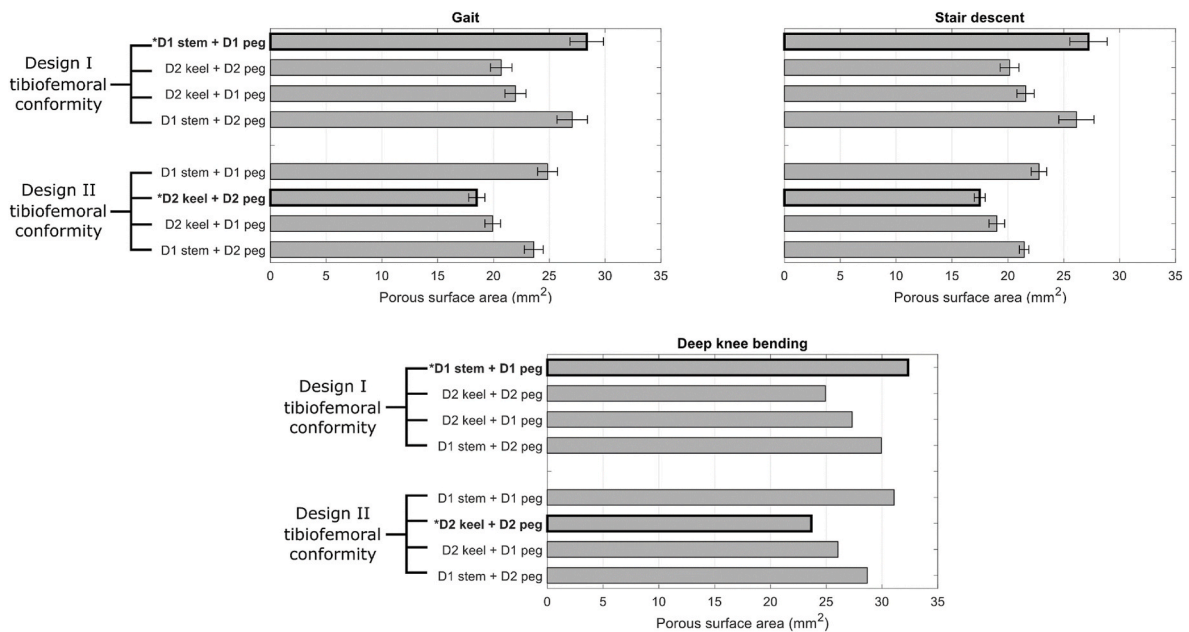 Gait
Design I
tibiofemoral
conformity
*D1 stem + D1 peg
D2 keel + D2 peg
D2 keel + D1 peg
D1 stem + D2 peg
Design II
tibiofemoral
conformity
D1 stem + D1 peg
*D2 keel + D2 peg
D2 keel + D1 peg
D1 stem + D2 peg
0 5 10 15 20 25 30 35
Porous surface area (mm²)
Stair descent
0 5 10 15 20 25 30 35
Porous surface area (mm²)
Deep knee bending
Design I
tibiofemoral
conformity
*D1 stem + D1 peg
D2 keel + D2 peg
D2 keel + D1 peg
D1 stem + D2 peg
Design II
tibiofemoral
conformity
D1 stem + D1 peg
*D2 keel + D2 peg
D2 keel + D1 peg
D1 stem + D2 peg
0 5 10 15 20 25 30 35
Porous surface area (mm²)